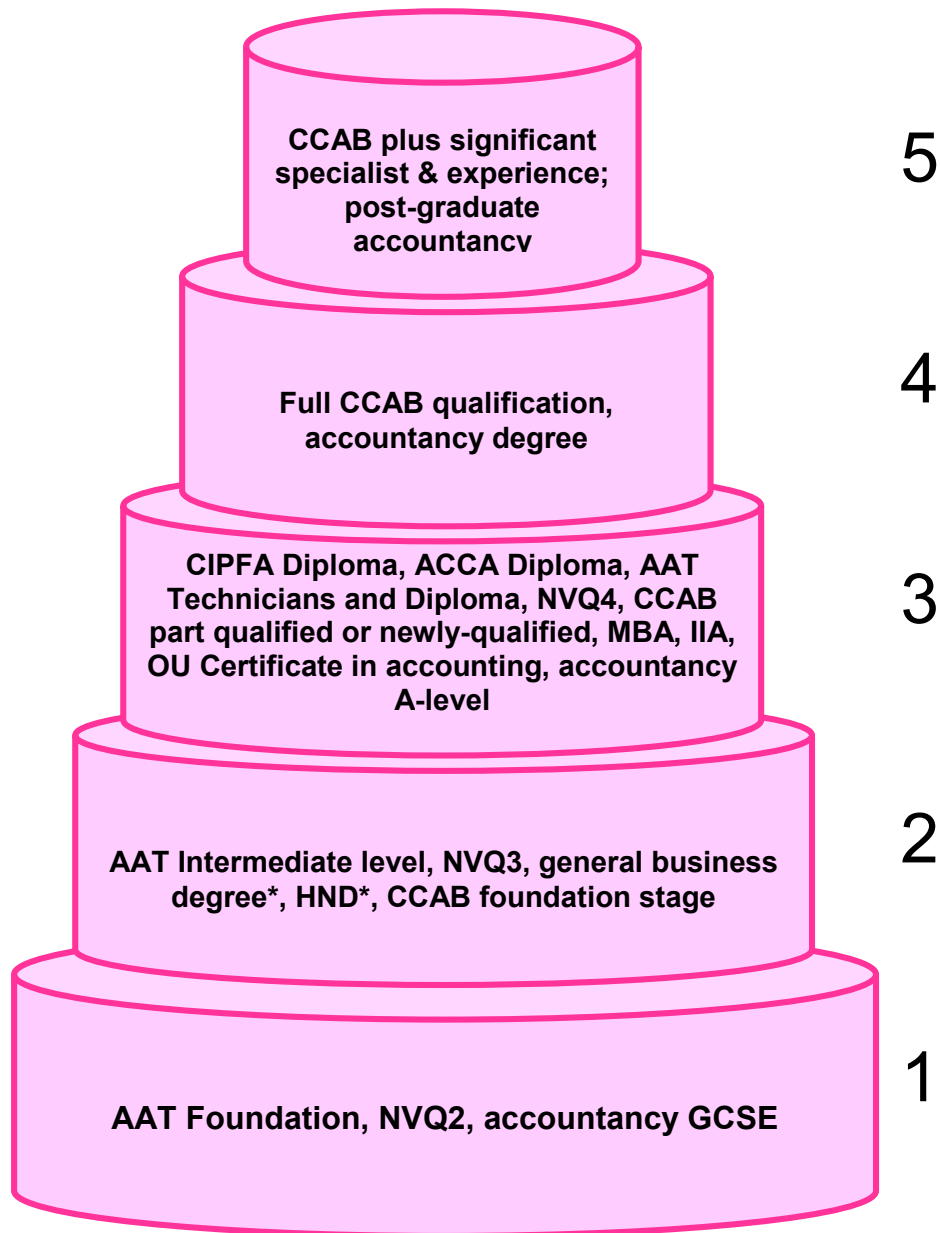 CCAB plus significant
specialist & experience;
post-graduate
accountancy
5
Full CCAB qualification,
accountancy degree
4
CIPFA Diploma, ACCA Diploma, AAT
Technicians and Diploma, NVQ4, CCAB
part qualified or newly-qualified, MBA, IIA,
OU Certificate in accounting, accountancy
A-level
3
AAT Intermediate level, NVQ3, general business
degree*, HND*, CCAB foundation stage
2
AAT Foundation, NVQ2, accountancy GCSE
1